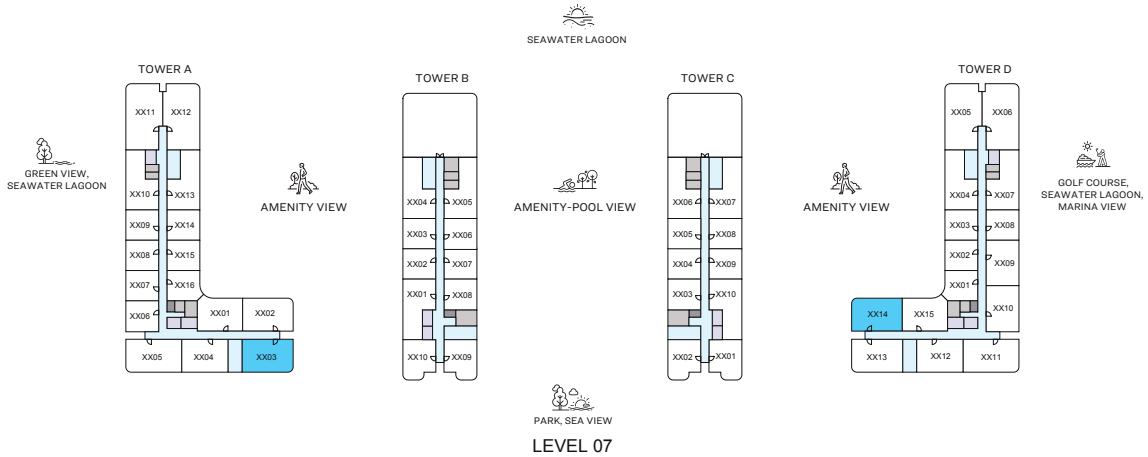 SEAWATER LAGOON
TOWER A
TOWER B
TOWER C
TOWER D
XX11
XX12
XX10
XX13
XX09
XX14
XX08
XX15
XX07
XX16
XX06
XX01
XX02
XX05
XX04
XX03
XX04
XX05
XX03
XX06
XX02
XX07
XX01
XX08
XX10
XX09
XX06
XX07
XX05
XX08
XX04
XX09
XX03
XX10
XX02
XX01
XX05
XX06
XX04
XX07
XX03
XX08
XX02
XX09
XX01
XX10
XX14
XX15
XX13
XX12
XX11
GREEN VIEW,
SEAWATER LAGOON
AMENITY VIEW
AMENITY-POOL VIEW
AMENITY VIEW
GOLF COURSE,
SEAWATER LAGOON,
MARINA VIEW
PARK, SEA VIEW
LEVEL 07